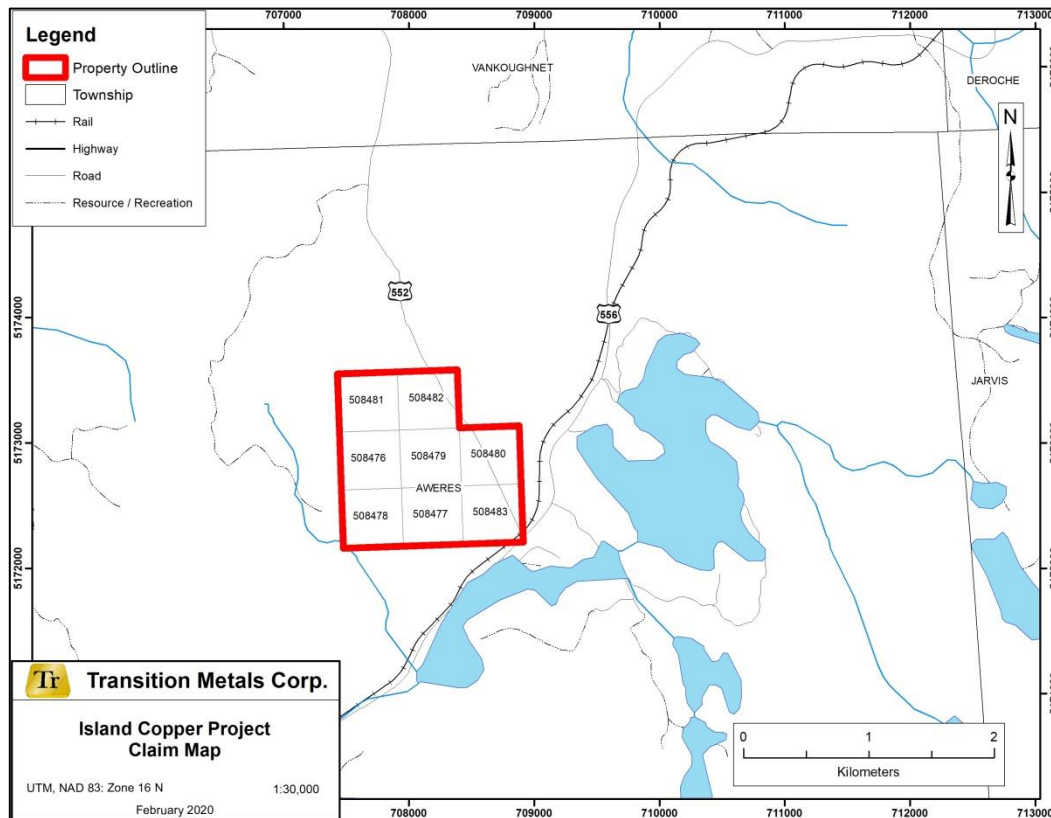 707000 708000 709000 710000 711000 712000 713000
Legend
Property Outline
Township
Rail
Highway
Road
Resource / Recreation
VANKOUGHNET
DEROCHE
N
552
556
5174000
JARVIS
508481 508482
5173000
508476 508479 508480
AWERES
508478 508477 508483
5172000
Tr Transition Metals Corp.
Island Copper Project
Claim Map
UTM, NAD 83: Zone 16 N 1:30,000
February 2020
0 1 2
Kilometers
708000 709000 710000 711000 712000 713000